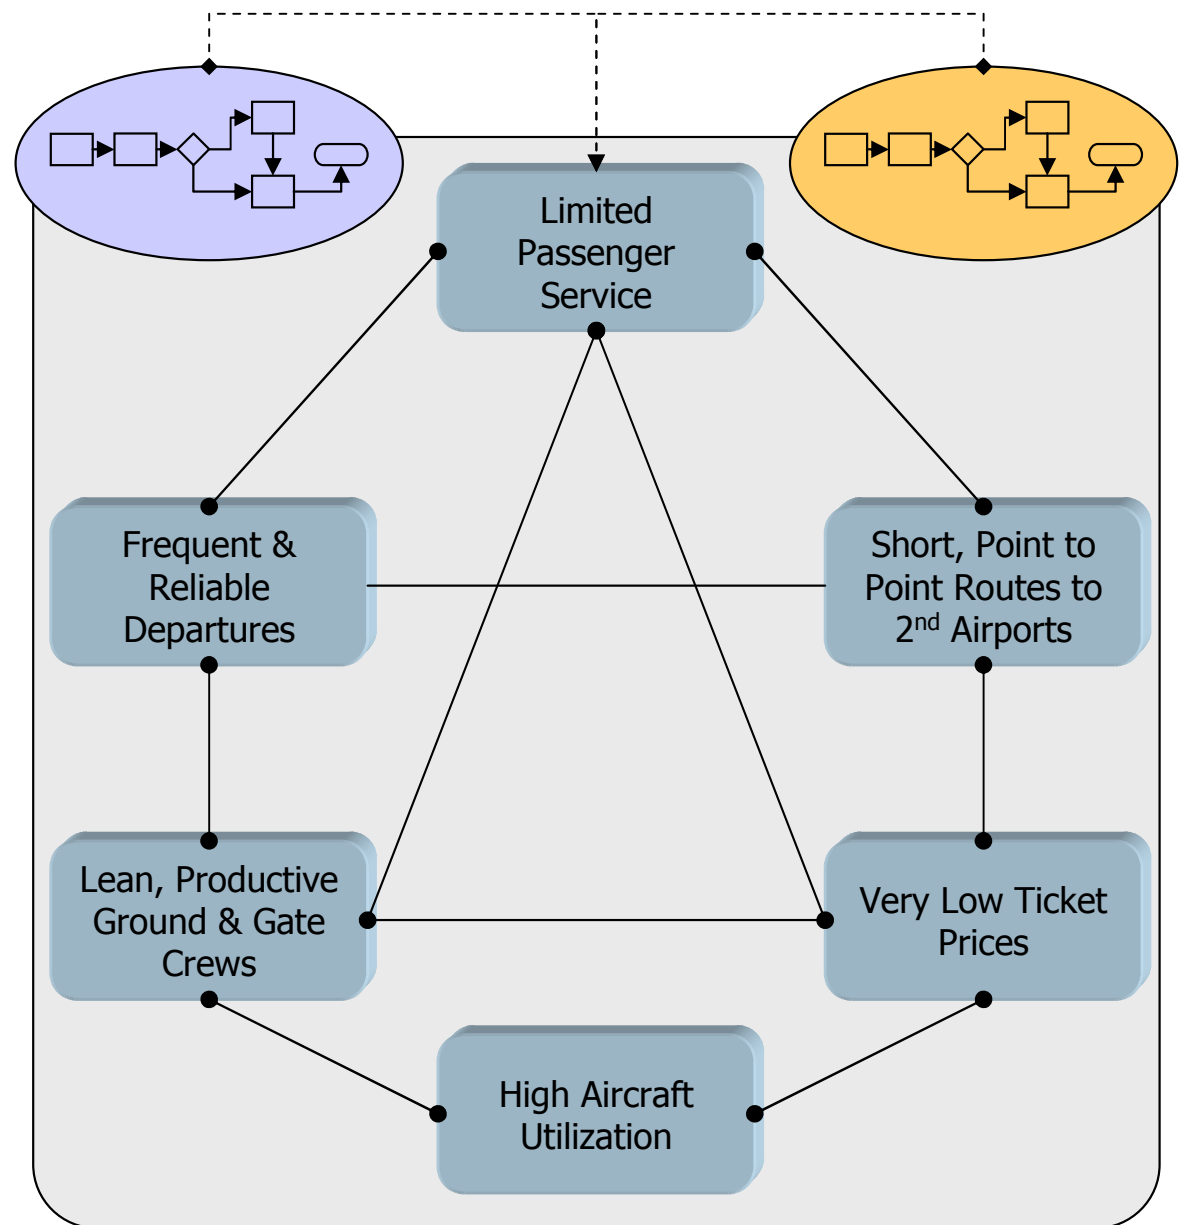 Limited
Passenger
Service
Frequent &
Reliable
Departures
Short, Point to
Point Routes to
2nd Airports
Lean, Productive
Ground & Gate
Crews
Very Low Ticket
Prices
High Aircraft
Utilization